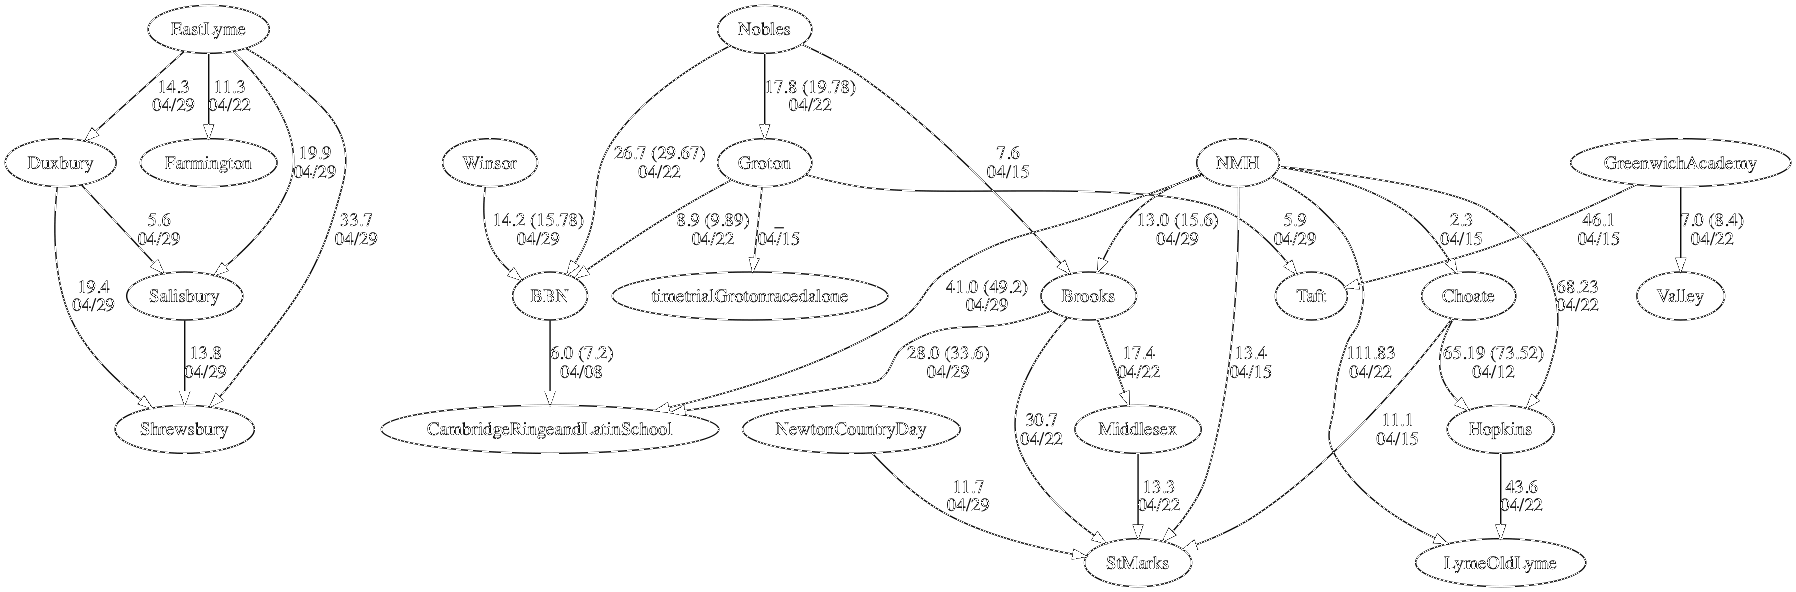 EastLyme
Nobles
14.3
04/29
11.3
04/22
17.8 (19.78)
04/22
Duxbury
Farmington
19.9
04/29
Winsor
26.7 (29.67)
04/22
Groton
7.6
04/15
NMH
GreenwichAcademy
5.6
04/29
33.7
04/29
14.2 (15.78)
04/29
8.9 (9.89)
04/22
_
04/15
13.0 (15.6)
04/29
5.9
04/29
2.3
04/15
46.1
04/15
7.0 (8.4)
04/22
19.4
04/29
Salisbury
BBN
timetrialGrotonracedalone
41.0 (49.2)
04/29
Brooks
Taft
Choate
68.23
04/22
Valley
13.8
04/29
6.0 (7.2)
04/08
28.0 (33.6)
04/29
17.4
04/22
13.4
04/15
111.83
04/22
65.19 (73.52)
04/12
Shrewsbury
CambridgeRingeandLatinSchool
NewtonCountryDay
30.7
04/22
Middlesex
11.1
04/15
Hopkins
11.7
04/29
13.3
04/22
43.6
04/22
StMarks
LymeOldLyme